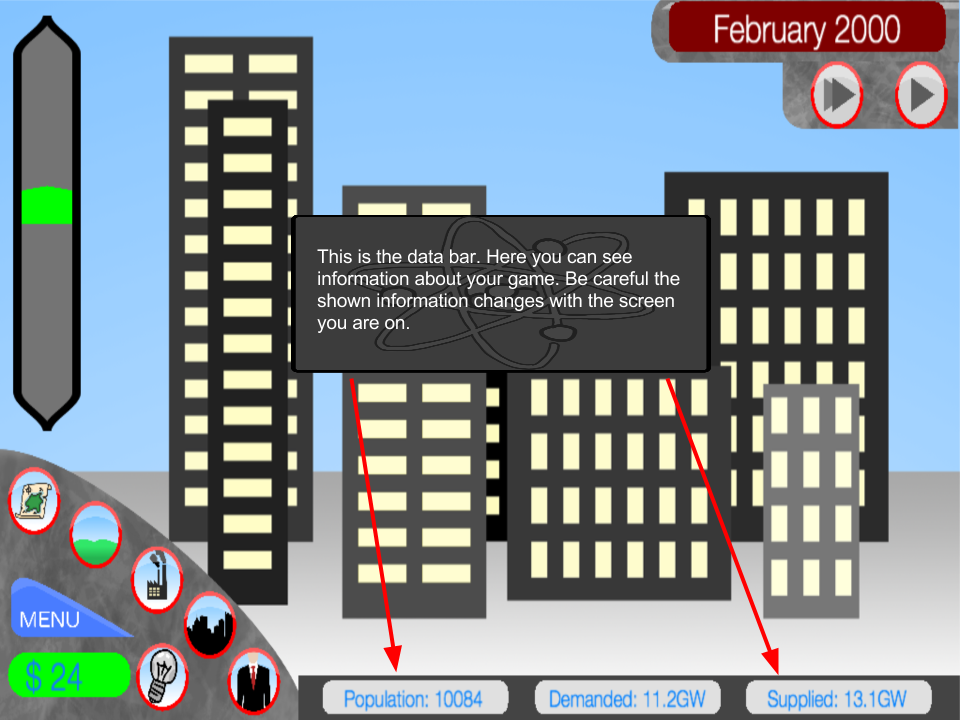 February 2000
This is the data bar. Here you can see
information about your game. Be careful the
shown information changes with the screen
you are on.
MENU
$ 24
Population: 10084
Demanded: 11.2GW
Supplied: 13.1GW